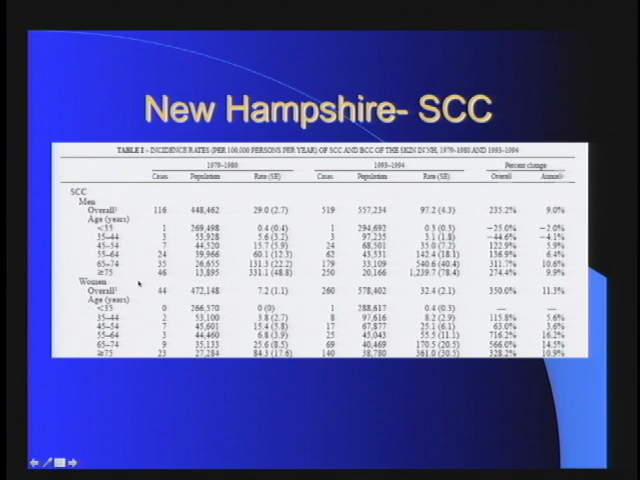 New Hampshire- SCC
TABLE I – INCIDENCE RATES (PER 100,000 PERSONS PER YEAR) OF SCC AND BCC OF THE SKIN IN NH, 1979–1980 AND 1993–1994
1979–1980 1993–1994 Percent change
Cases Population Rate (SE) Cases Population Rate (SE) Overall Annual
SCC
Men
Overall 116 448,462 29.0 (2.7) 519 557,234 97.2 (4.3) 235.2% 9.0%
Age (years)
<35 1 269,498 0.4 (0.4) 1 294,692 0.3 (0.3) −25.0% −2.0%
35–44 3 53,928 5.6 (3.2) 3 97,235 3.1 (1.8) −44.6% −4.1%
45–54 7 44,520 15.7 (5.9) 24 68,501 35.0 (7.2) 122.9% 5.9%
55–64 24 39,966 60.1 (12.3) 62 43,531 142.4 (18.1) 136.9% 6.4%
65–74 35 26,655 131.3 (22.2) 179 33,109 540.6 (40.4) 311.7% 10.6%
≥75 46 13,895 331.1 (48.8) 250 20,166 1,239.7 (78.4) 274.4% 9.9%
Women
Overall 44 472,148 7.2 (1.1) 260 578,402 32.4 (2.1) 350.0% 11.3%
Age (years)
<35 0 266,570 0 (0) 1 288,617 0.4 (0.3) — —
35–44 2 53,100 3.8 (2.7) 8 97,616 8.2 (2.9) 115.8% 5.6%
45–54 7 45,601 15.4 (5.8) 17 67,877 25.1 (6.1) 63.0% 3.6%
55–64 3 44,460 6.8 (3.9) 25 45,043 55.5 (11.1) 716.2% 16.2%
65–74 9 35,133 25.6 (8.5) 69 40,469 170.5 (20.5) 566.0% 14.5%
≥75 23 27,284 84.3 (17.6) 140 38,780 361.0 (30.5) 328.2% 10.9%